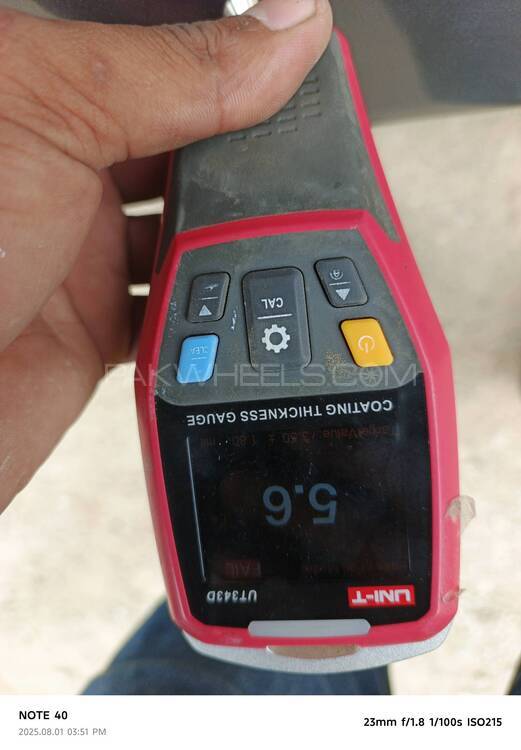 UNI-T UT343D
FAIL
5.6
COATING THICKNESS GAUGE
CAL
PAKWHEELS.COM
NOTE 40
2025.08.01 03:51 PM
23mm f/1.8 1/100s ISO215